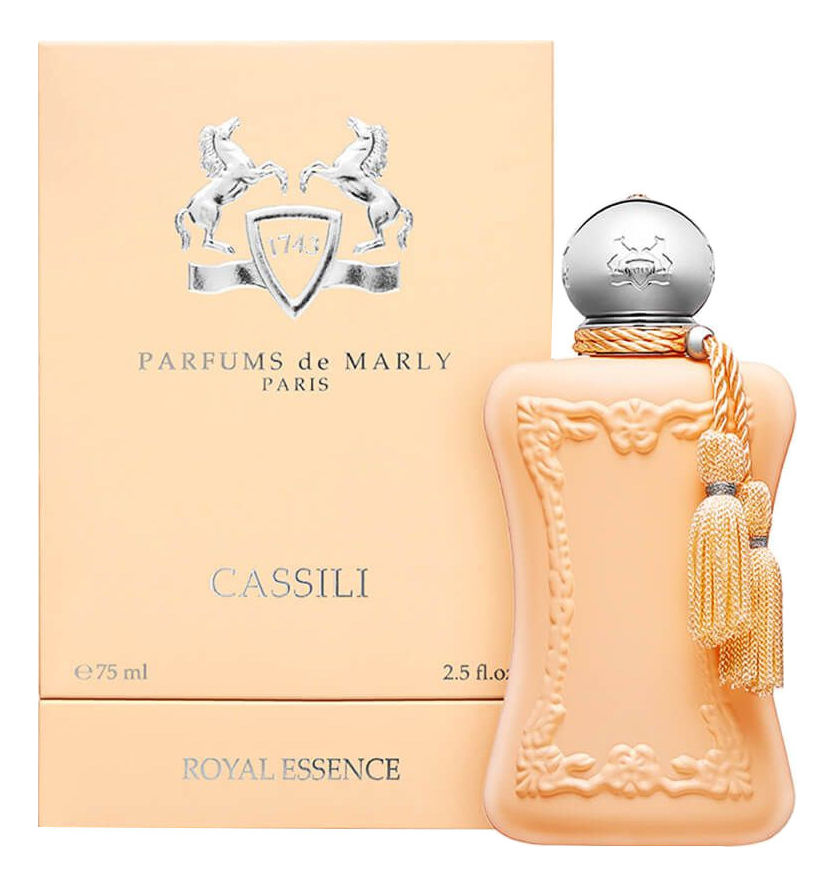 1743
PARFUMS de MARLY
PARIS
CASSILI
℮75 ml 2.5 fl.oz
ROYAL ESSENCE